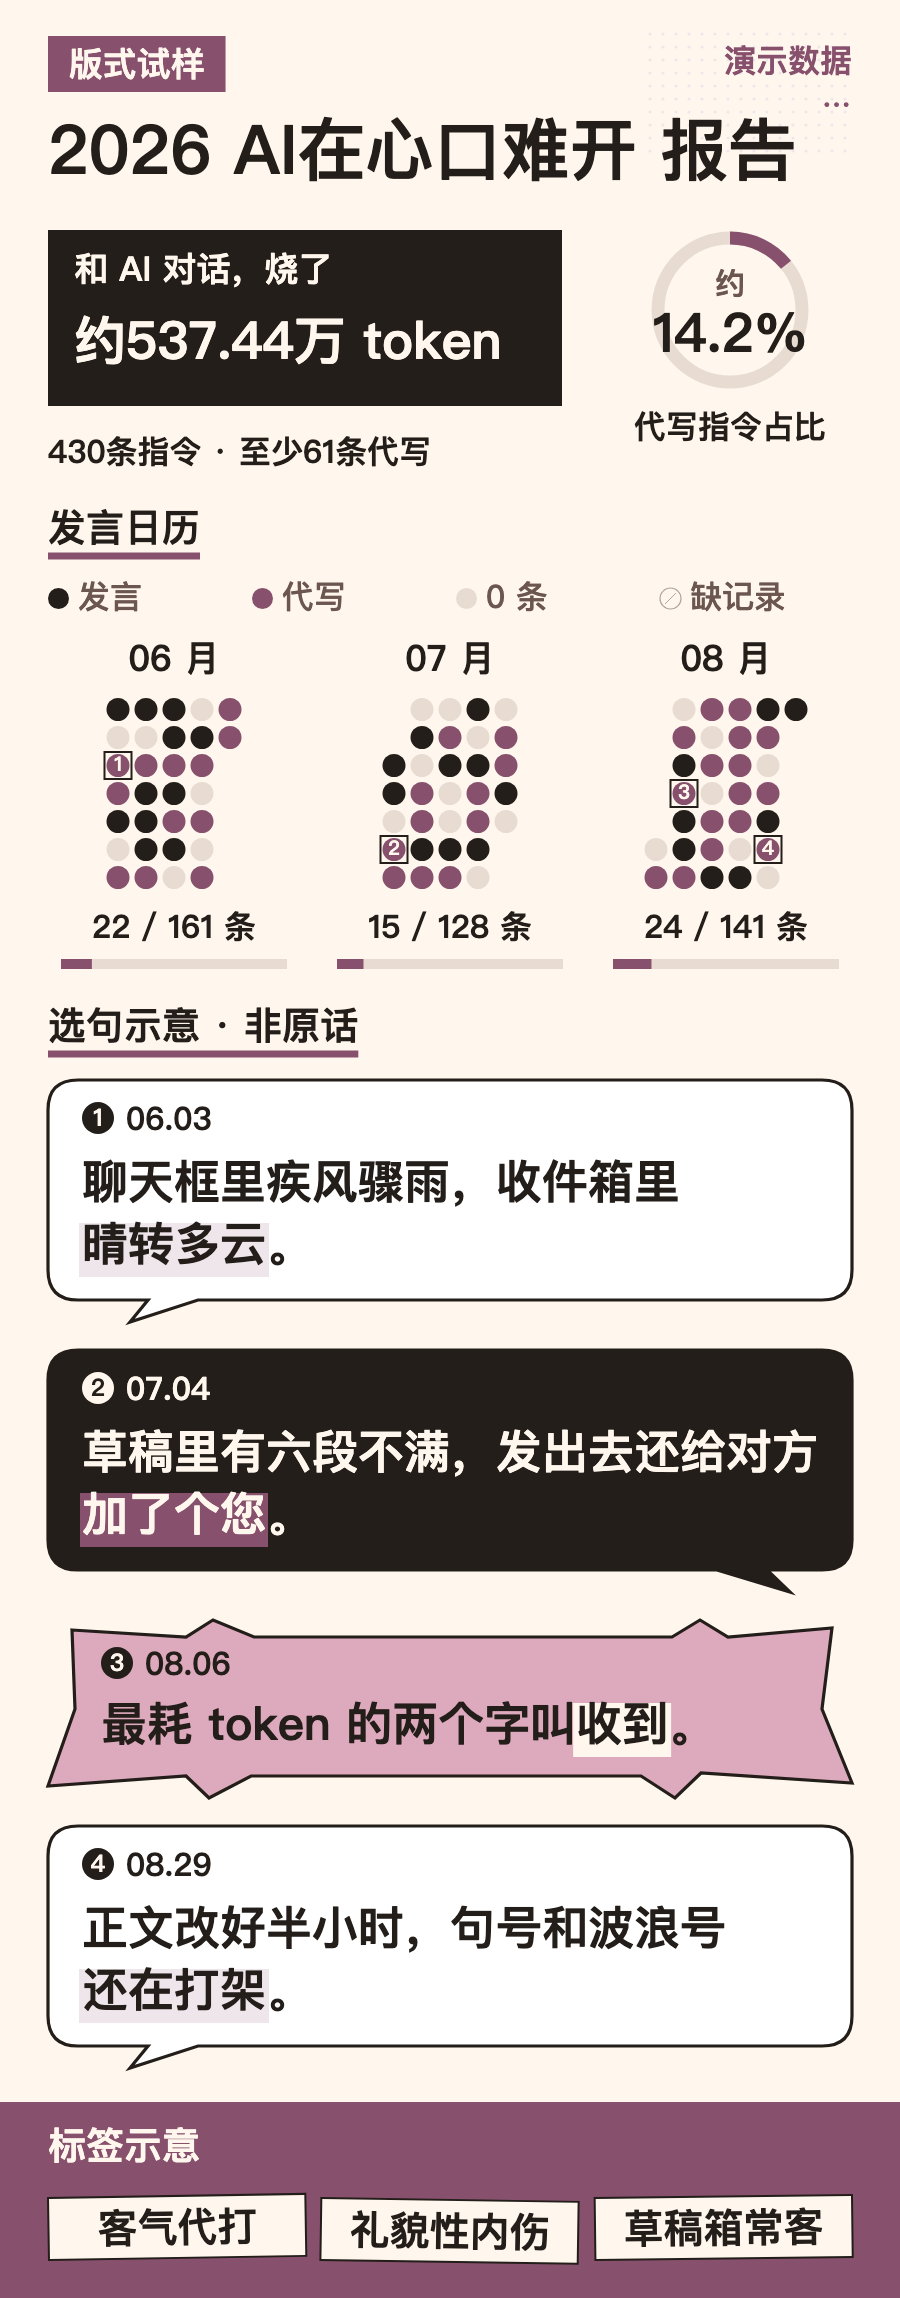 版式试样
演示数据
...
2026 AI在心口难开 报告
和 AI 对话，烧了
约537.44万 token
约
14.2%
代写指令占比
430条指令 · 至少61条代写
发言日历
发言
代写
0 条
缺记录
06 月
07 月
08 月
1
3
2
4
22 / 161 条
15 / 128 条
24 / 141 条
选句示意 · 非原话
1 06.03
聊天框里疾风骤雨，收件箱里
晴转多云。
2 07.04
草稿里有六段不满，发出去还给对方
加了个您。
3 08.06
最耗 token 的两个字叫收到。
4 08.29
正文改好半小时，句号和波浪号
还在打架。
标签示意
客气代打
礼貌性内伤
草稿箱常客